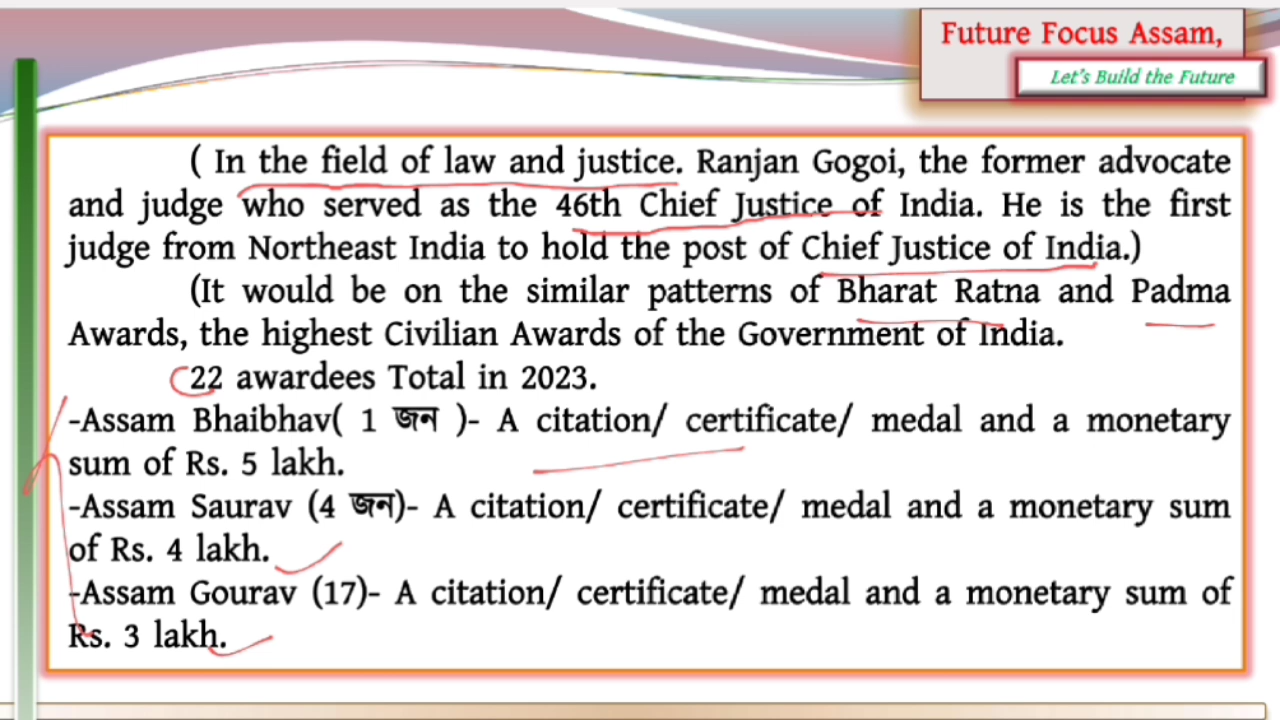 Future Focus Assam,
Let's Build the Future
( In the field of law and justice. Ranjan Gogoi, the former advocate
and judge who served as the 46th Chief Justice of India. He is the first
judge from Northeast India to hold the post of Chief Justice of India.)
(It would be on the similar patterns of Bharat Ratna and Padma
Awards, the highest Civilian Awards of the Government of India.
22 awardees Total in 2023.
-Assam Bhaibhav( 1 জন )- A citation/ certificate/ medal and a monetary
sum of Rs. 5 lakh.
-Assam Saurav (4 জন)- A citation/ certificate/ medal and a monetary sum
of Rs. 4 lakh.
-Assam Gourav (17)- A citation/ certificate/ medal and a monetary sum of
Rs. 3 lakh.